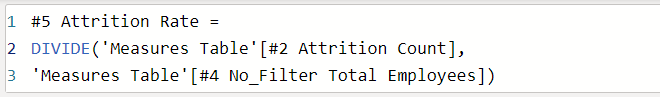 1 #5 Attrition Rate =
2 DIVIDE('Measures Table'[#2 Attrition Count],
3 'Measures Table'[#4 No_Filter Total Employees])